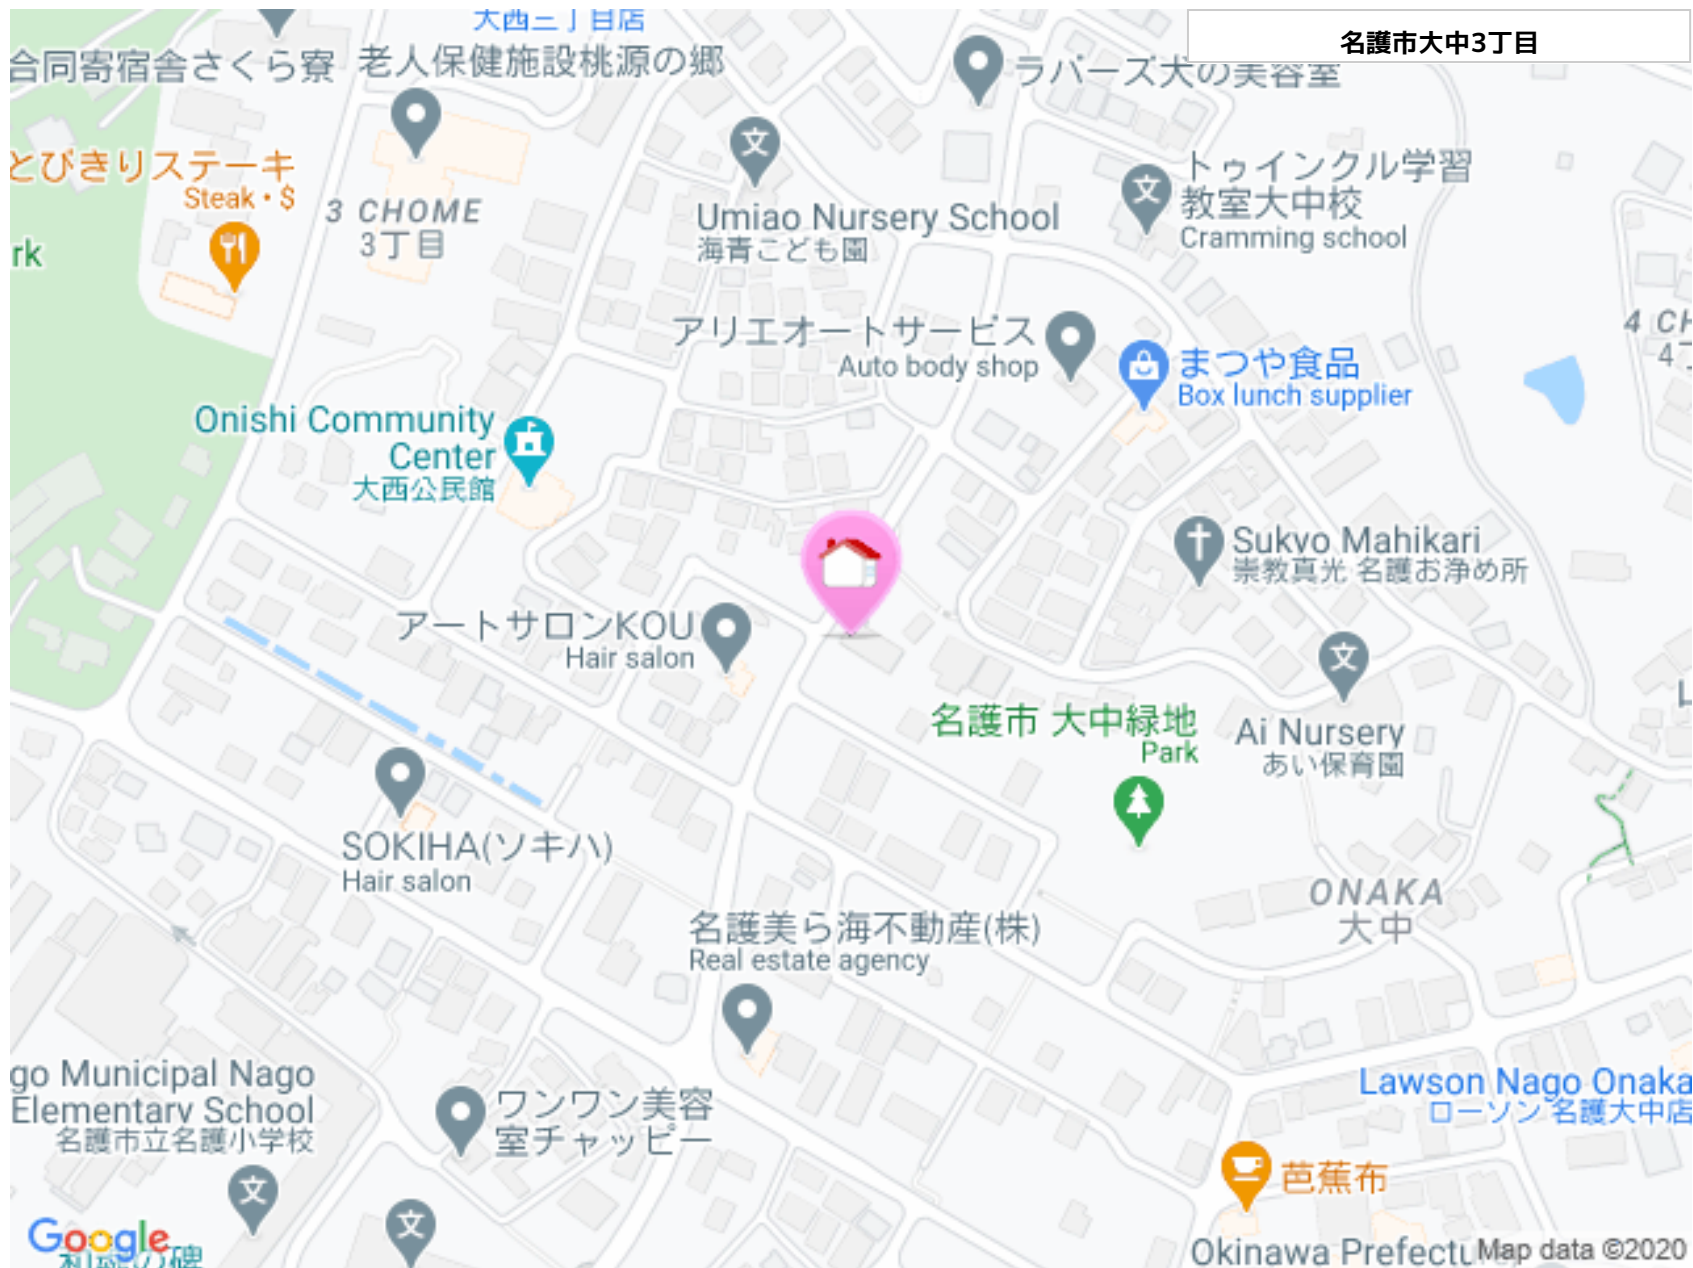 大西三丁目店
名護市大中3丁目
合同寄宿舎さくら寮
老人保健施設桃源の郷
ラパーズ犬の美容室
とびきりステーキ
Steak • $
3 CHOME
3丁目
文
Umiao Nursery School
海青こども園
文
トゥインクル学習
教室大中校
Cramming school
rk
アリエオートサービス
Auto body shop
まつや食品
Box lunch supplier
4 CH
Onishi Community
Center
大西公民館
Sukyo Mahikari
崇教真光 名護お浄め所
アートサロンKOU
Hair salon
文
名護市 大中緑地
Park
Ai Nursery
あい保育園
SOKIHA(ソキハ)
Hair salon
ONAKA
大中
名護美ら海不動産(株)
Real estate agency
go Municipal Nago
Elementary School
名護市立名護小学校
文
ワンワン美容
室チャッピー
文
Lawson Nago Onaka
ローソン 名護大中店
芭蕉布
Google
Okinawa Prefectu
Map data ©2020